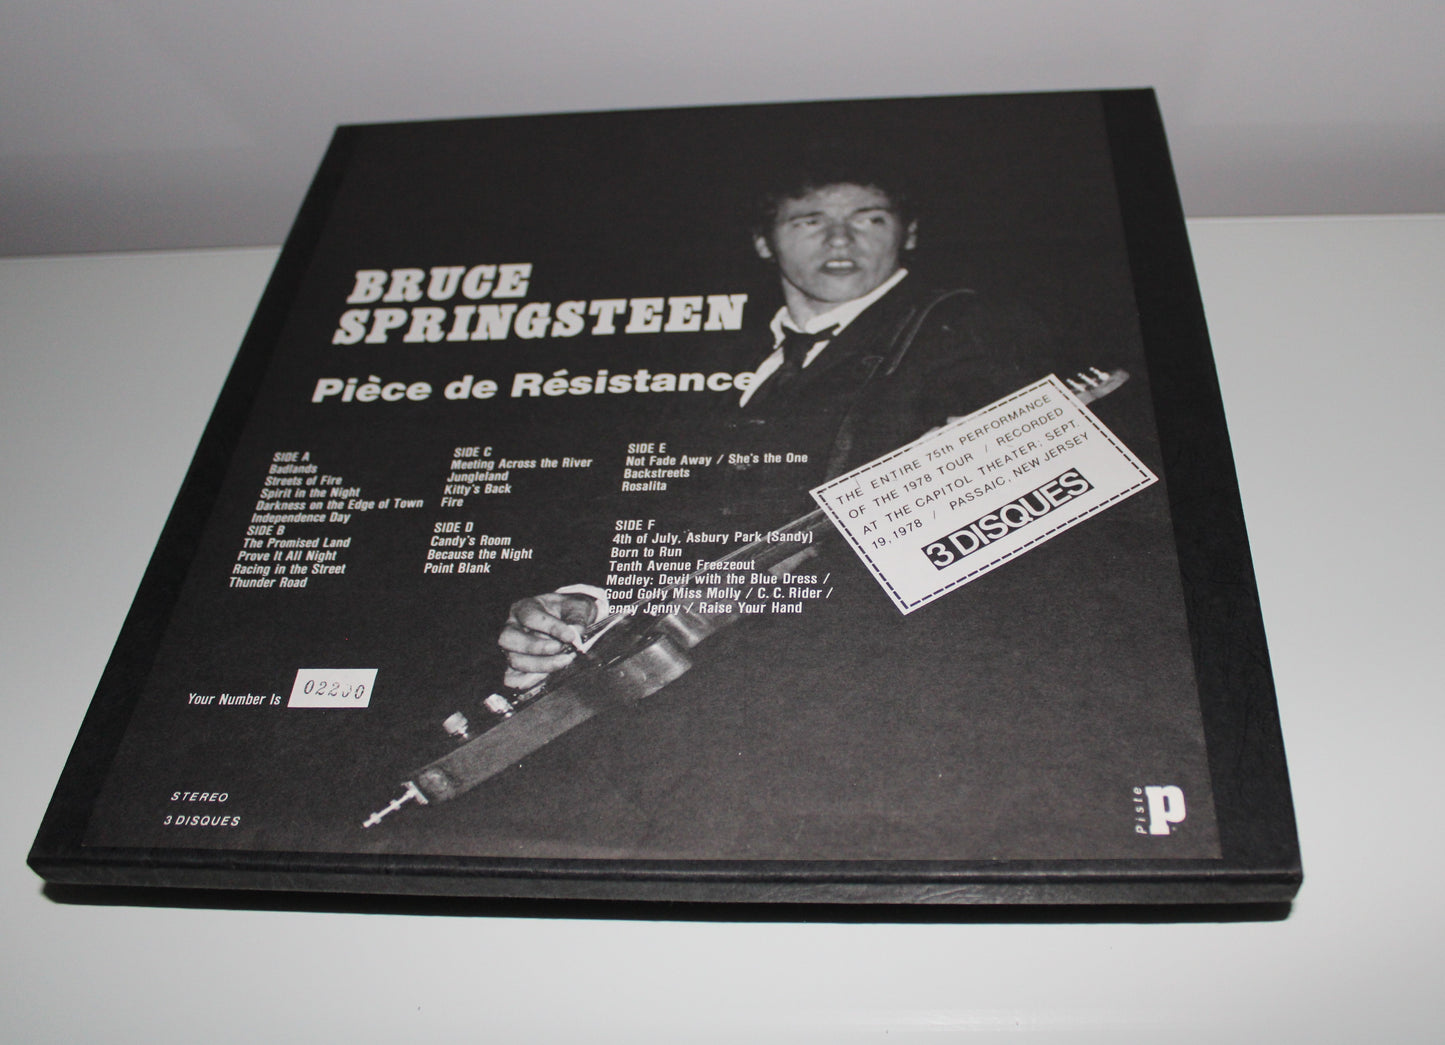 BRUCE
SPRINGSTEEN
Pièce de Résistance
SIDE A
Badlands
Streets of Fire
Spirit in the Night
Darkness on the Edge of Town
Independence Day
SIDE B
The Promised Land
Prove It All Night
Racing in the Street
Thunder Road
SIDE C
Meeting Across the River
Jungleland
Kitty's Back
Fire
SIDE D
Candy's Room
Because the Night
Point Blank
SIDE E
Not Fade Away / She's the One
Backstreets
Rosalita
SIDE F
4th of July, Asbury Park (Sandy)
Born to Run
Tenth Avenue Freezeout
Medley: Devil with the Blue Dress /
Good Golly Miss Molly / C. C. Rider /
Jenny Jenny / Raise Your Hand
THE ENTIRE 75th PERFORMANCE
OF THE 1978 TOUR / RECORDED
AT THE CAPITOL THEATER; SEPT.
19, 1978 / PASSAIC, NEW JERSEY
3 DISQUES
Your Number Is
STEREO
3 DISQUES
Piste
P